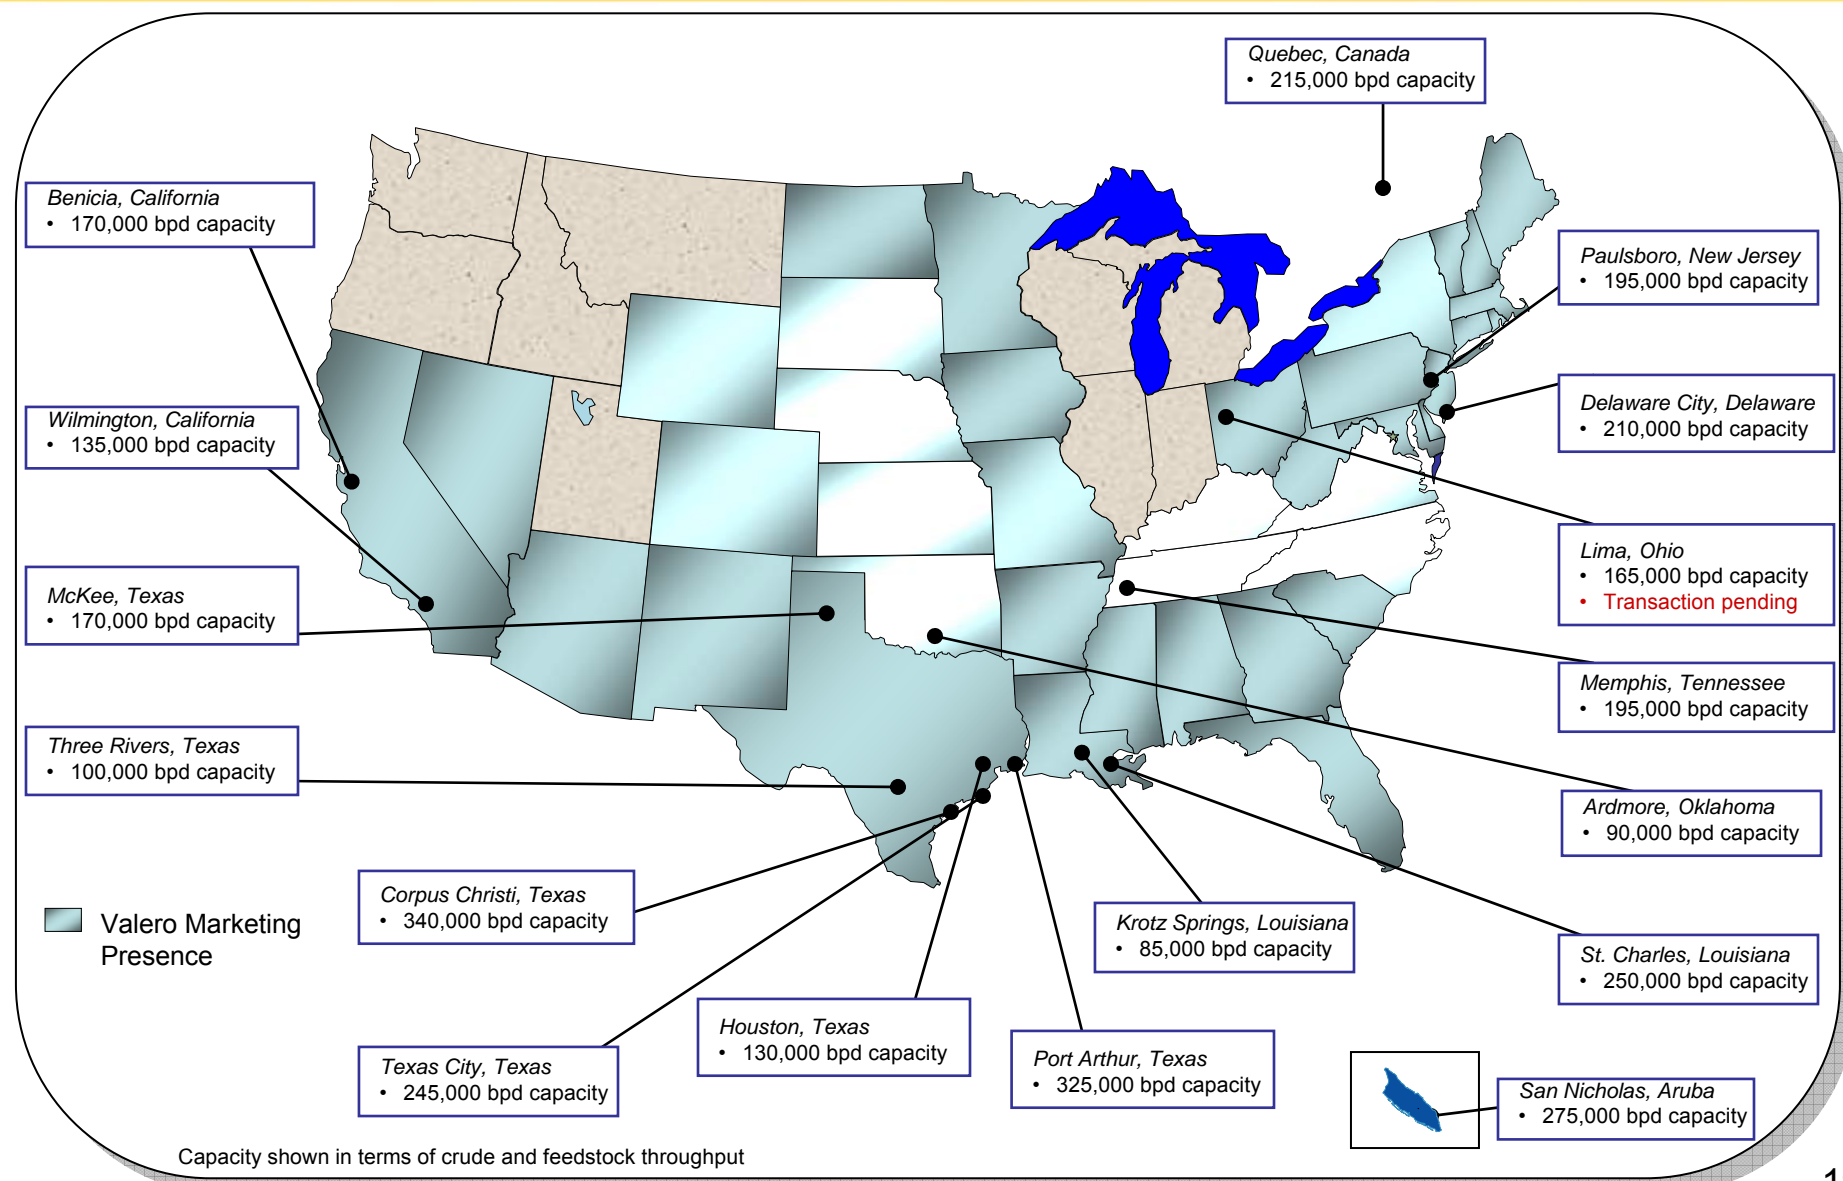 Quebec, Canada
• 215,000 bpd capacity
Benicia, California
• 170,000 bpd capacity
Paulsboro, New Jersey
• 195,000 bpd capacity
Wilmington, California
• 135,000 bpd capacity
Delaware City, Delaware
• 210,000 bpd capacity
Lima, Ohio
• 165,000 bpd capacity
• Transaction pending
McKee, Texas
• 170,000 bpd capacity
Memphis, Tennessee
• 195,000 bpd capacity
Three Rivers, Texas
• 100,000 bpd capacity
Ardmore, Oklahoma
• 90,000 bpd capacity
Corpus Christi, Texas
• 340,000 bpd capacity
Krotz Springs, Louisiana
• 85,000 bpd capacity
Valero Marketing
Presence
St. Charles, Louisiana
• 250,000 bpd capacity
Houston, Texas
• 130,000 bpd capacity
Texas City, Texas
• 245,000 bpd capacity
Port Arthur, Texas
• 325,000 bpd capacity
San Nicholas, Aruba
• 275,000 bpd capacity
Capacity shown in terms of crude and feedstock throughput